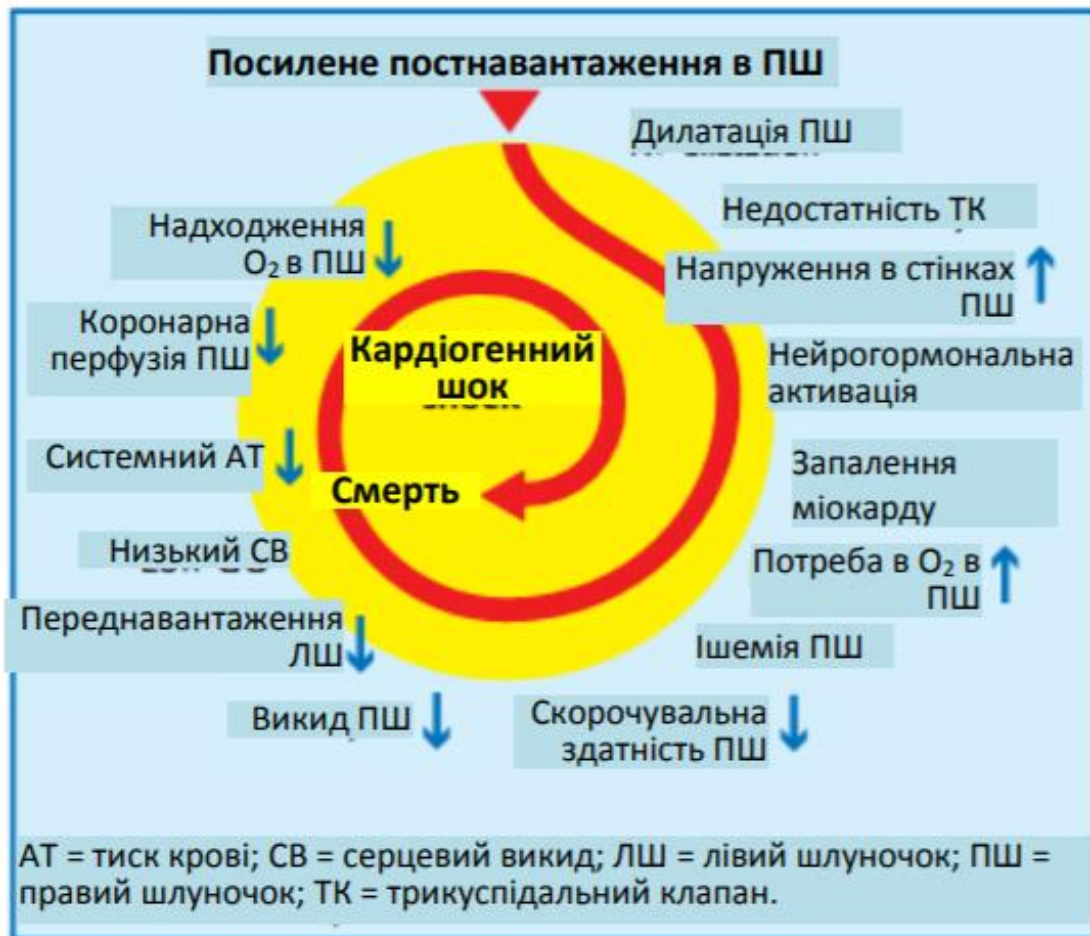 Посилене постнавантаження в ПШ
Дилатація ПШ
Недостатність ТК
Напруження в стінках
ПШ
Нейрогормональна
активація
Запалення
міокарду
Потреба в O₂ в
ПШ
Ішемія ПШ
Скорочувальна
здатність ПШ
Викид ПШ
Переднавантаження
ЛШ
Низький СВ
Системний АТ
Коронарна
перфузія ПШ
Надходження
O₂ в ПШ
Кардіогенний
шок
Смерть
АТ = тиск крові; СВ = серцевий викид; ЛШ = лівий шлуночок; ПШ =
правий шлуночок; ТК = трикуспідальний клапан.